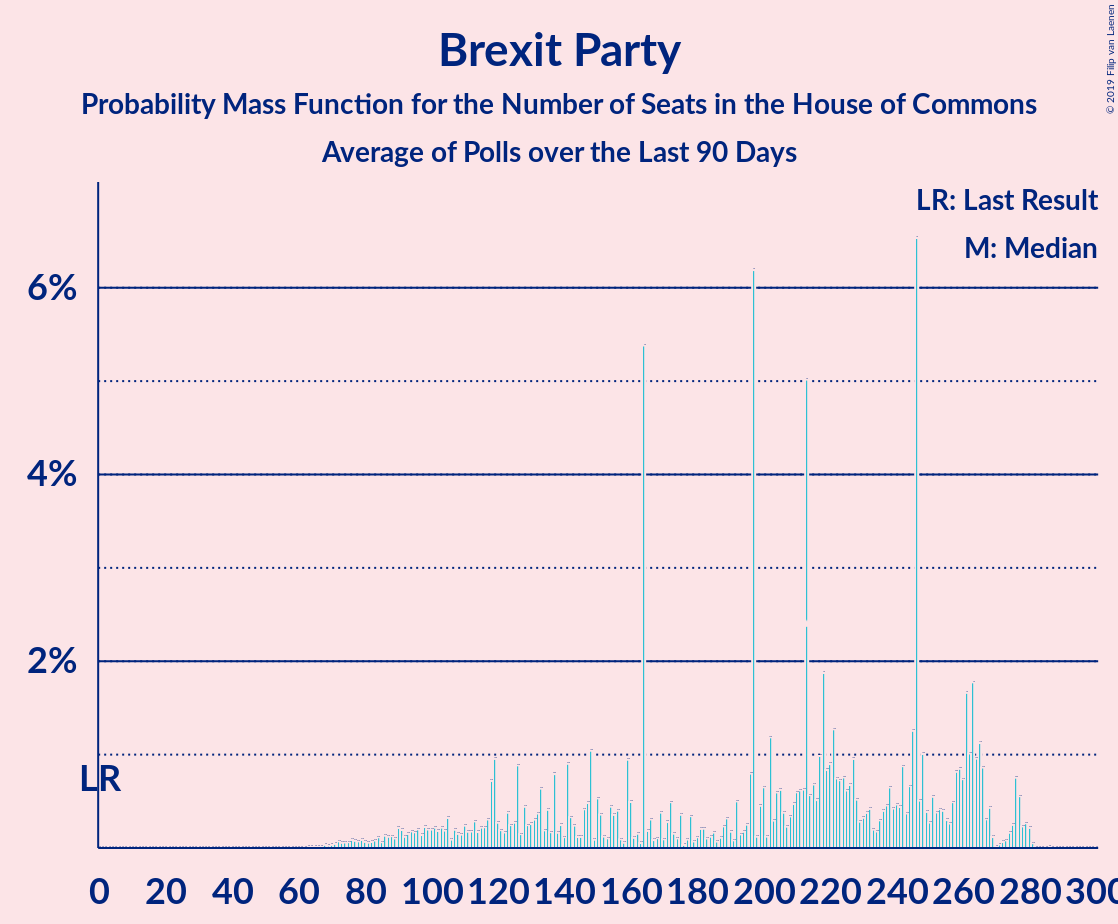 Brexit Party
Probability Mass Function for the Number of Seats in the House of Commons
Average of Polls over the Last 90 Days
© 2019 Filip van Laenen
LR: Last Result
M: Median
6%
4%
2%
LR
0 20 40 60 80 100 120 140 160 180 200 220 240 260 280 300